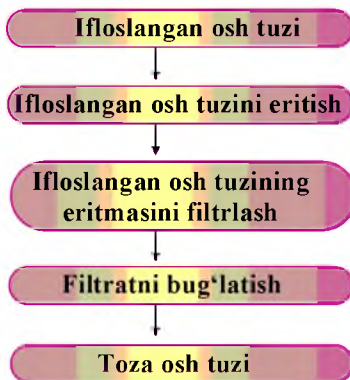 Ifloslangan osh tuzi
Ifloslangan osh tuzini eritish
Ifloslangan osh tuzining
eritmasini filtrlash
Filtratni bug‘latish
Toza osh tuzi